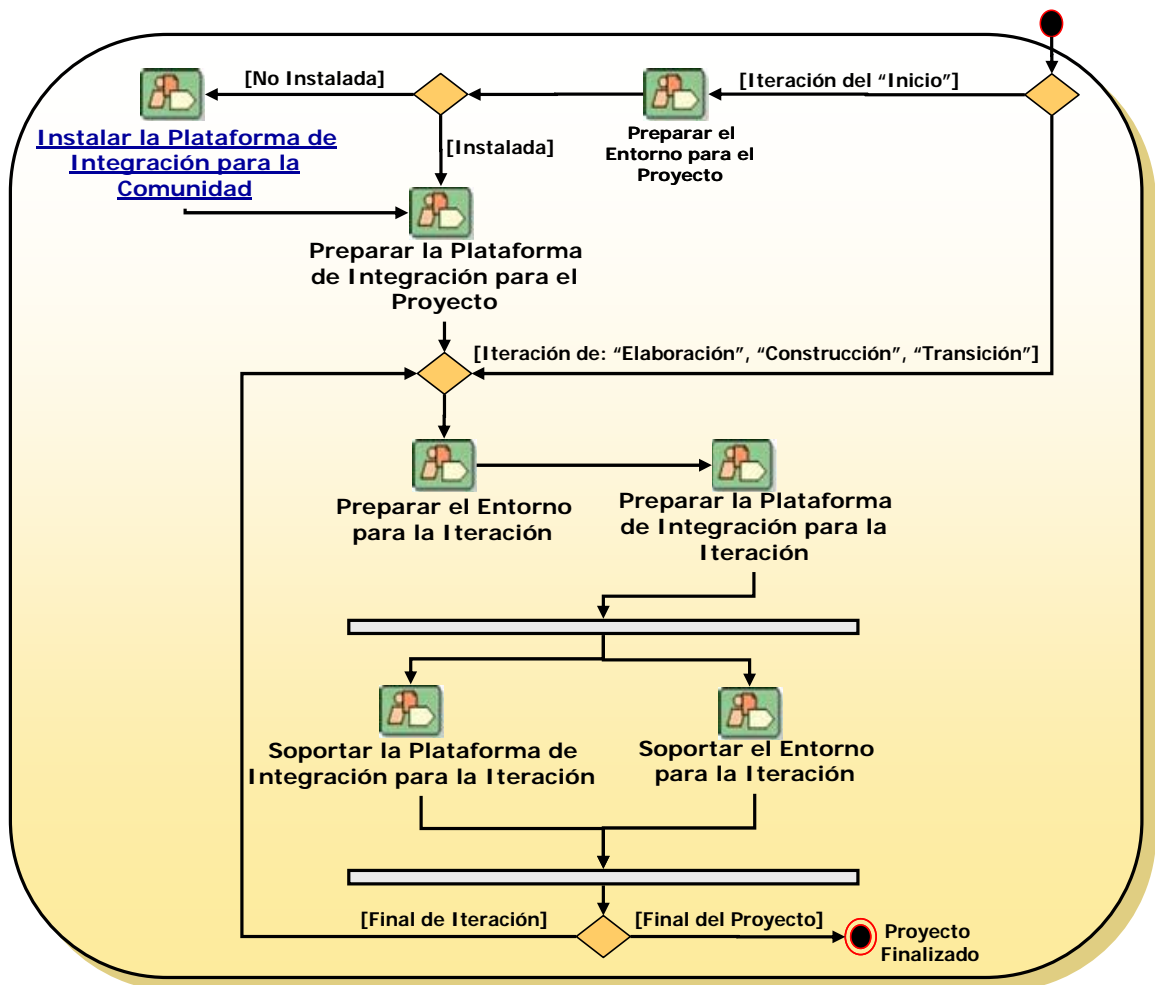 [No Instalada]
[Iteración del “Inicio”]
Instalar la Plataforma de
Integración para la
Comunidad
[Instalada]
Preparar el
Entorno para el
Proyecto
Preparar la Plataforma
de Integración para el
Proyecto
[Iteración de: “Elaboración”, “Construcción”, “Transición”]
Preparar el Entorno
para la Iteración
Preparar la Plataforma
de Integración para la
Iteración
Soportar la Plataforma de
Integración para la Iteración
Soportar el Entorno
para la Iteración
[Final de Iteración]
[Final del Proyecto]
Proyecto
Finalizado